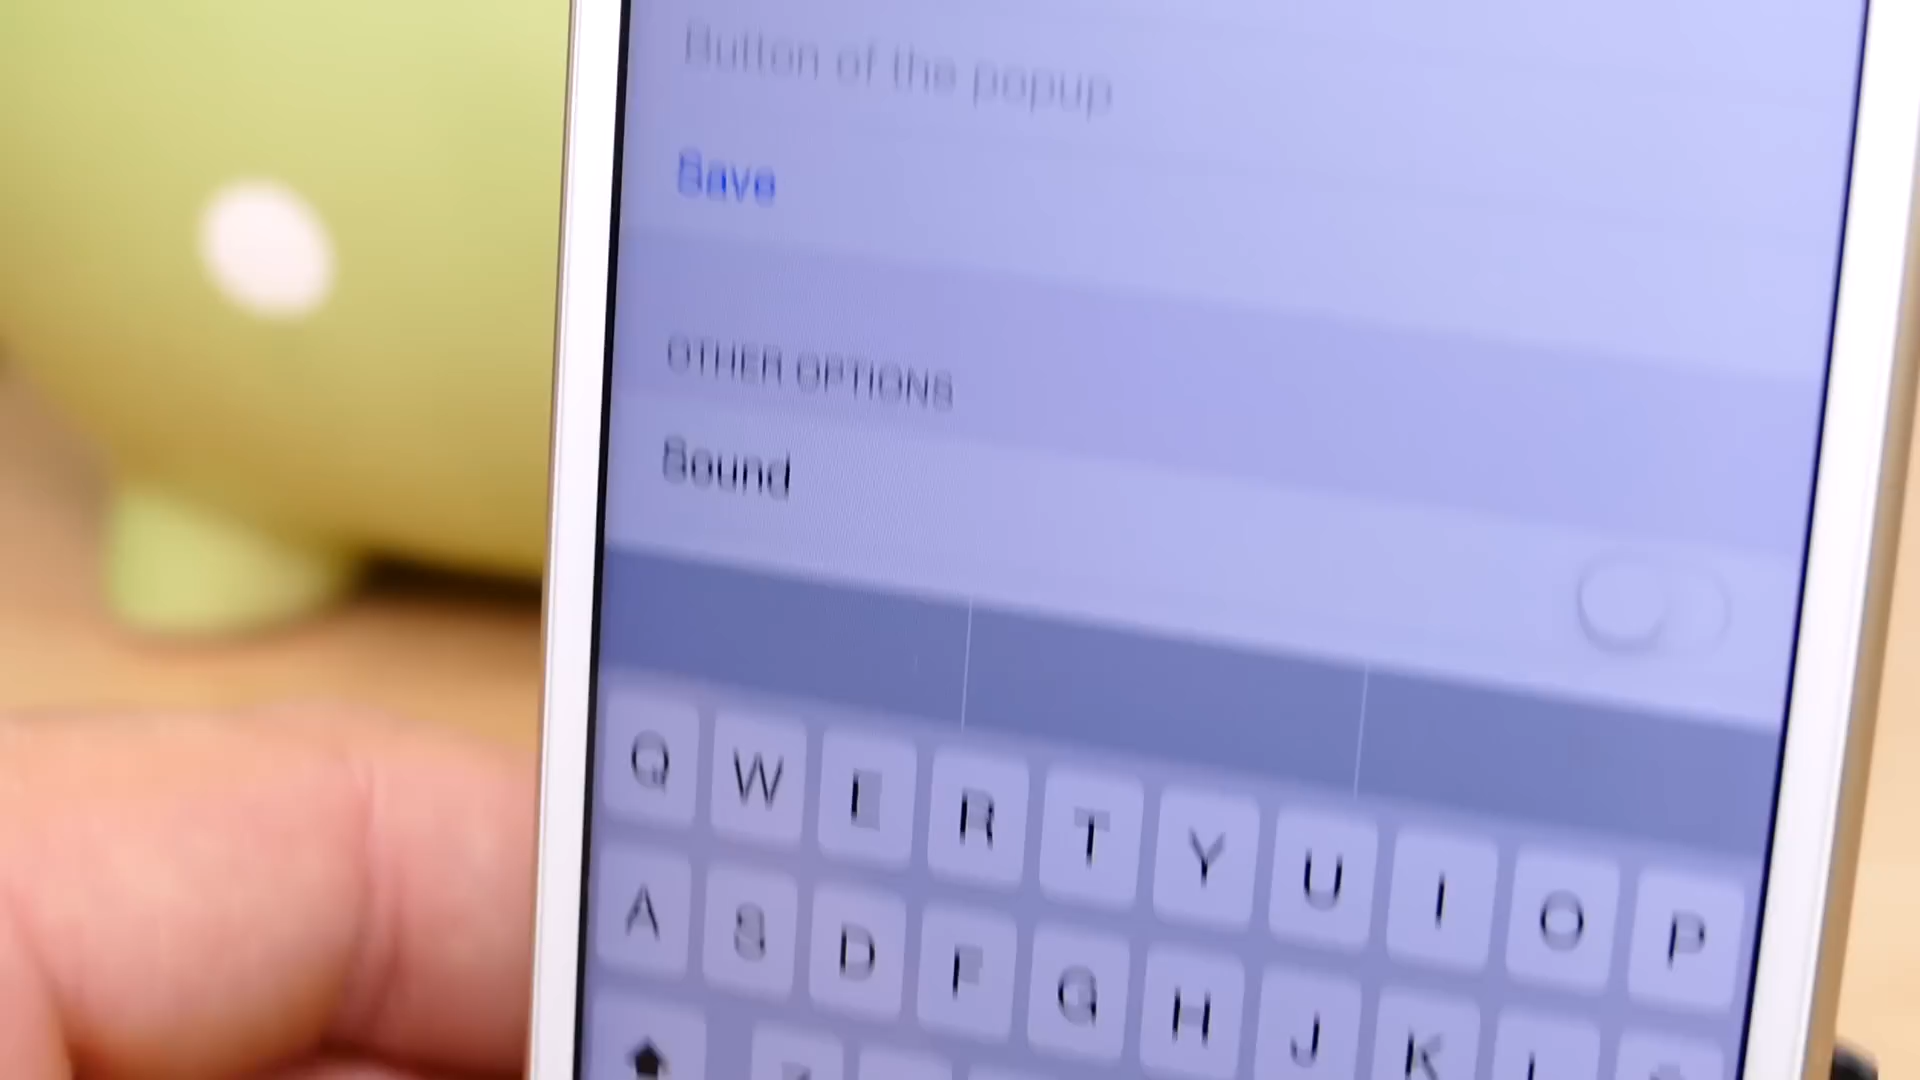 Button of the popup
Save
OTHER OPTIONS
Sound
Q W E R T Y U I O P
A S D F G H J K L